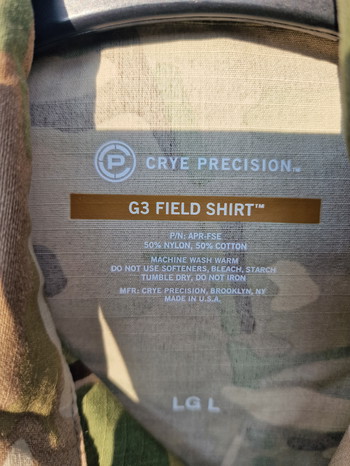 P
CRYE PRECISION™
G3 FIELD SHIRT™
P/N: APR-FSE
50% NYLON, 50% COTTON
MACHINE WASH WARM
DO NOT USE SOFTENERS, BLEACH, STARCH
TUMBLE DRY, DO NOT IRON
MFR: CRYE PRECISION, BROOKLYN, NY
MADE IN U.S.A.
LG L